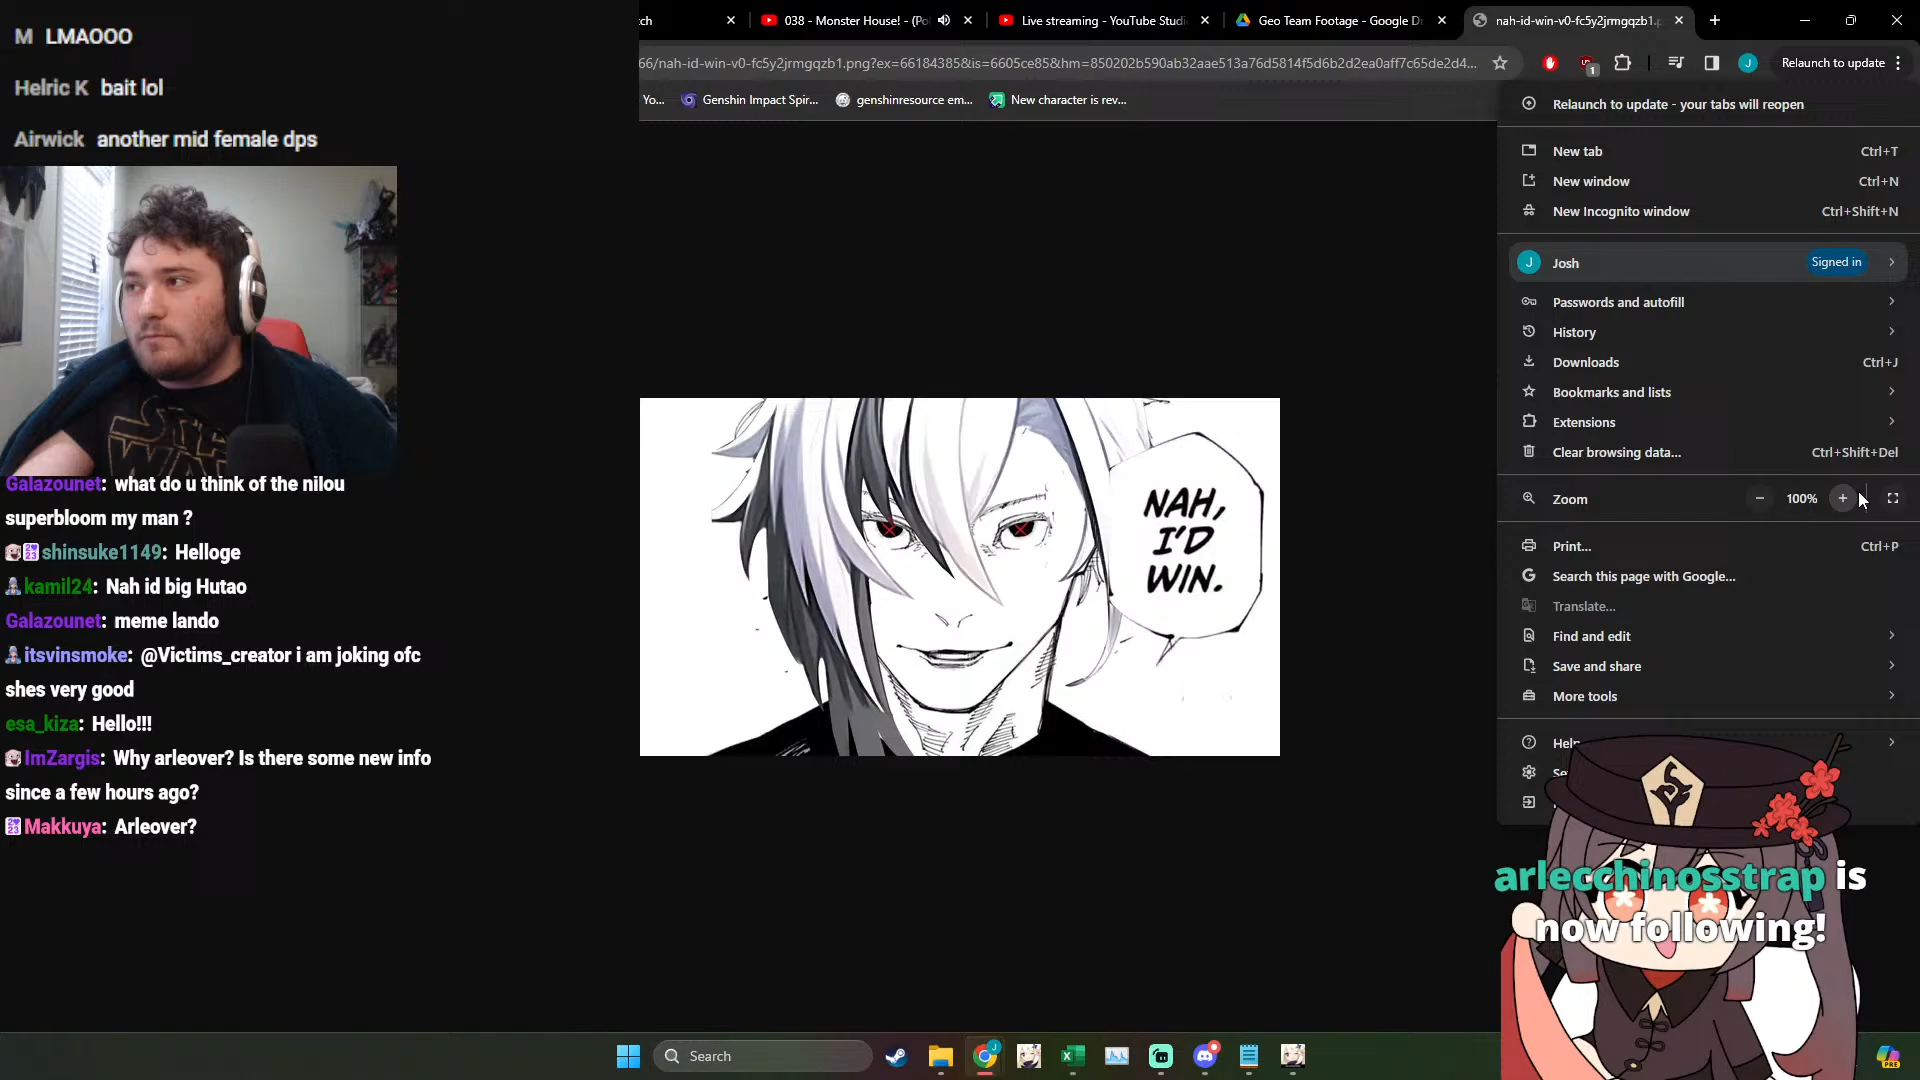 M LMAOOO
Helric K bait lol
Airwick another mid female dps
Galazounet: what do u think of the nilou
superbloom my man ?
shinsuke1149: Helloge
kamil24: Nah id big Hutao
Galazounet: meme lando
itsvinsmoke: @Victims_creator i am joking ofc
shes very good
esa_kiza: Hello!!!
ImZargis: Why arleover? Is there some new info
since a few hours ago?
Makkuya: Arleover?
tch
038 - Monster House! - (Po
Live streaming - YouTube Studi
Geo Team Footage - Google Dr
nah-id-win-v0-fc5y2jrmgqzb1.p
66/nah-id-win-v0-fc5y2jrmgqzb1.png?ex=66184385&is=6605ce85&hm=850202b590ab32aae513a76d5814f5d6b2d2ea0aff7c65de2d4...
1
J
Relaunch to update
Yo...
Genshin Impact Spir...
genshinresource em...
New character is rev...
NAH,
I'D
WIN.
Relaunch to update - your tabs will reopen
New tab Ctrl+T
New window Ctrl+N
New Incognito window Ctrl+Shift+N
J Josh Signed in
Passwords and autofill
History
Downloads Ctrl+J
Bookmarks and lists
Extensions
Clear browsing data... Ctrl+Shift+Del
Zoom − 100% +
Print... Ctrl+P
Search this page with Google...
Translate...
Find and edit
Save and share
More tools
Help
Se
arlecchinosstrap is
now following!
Search
J
PRE